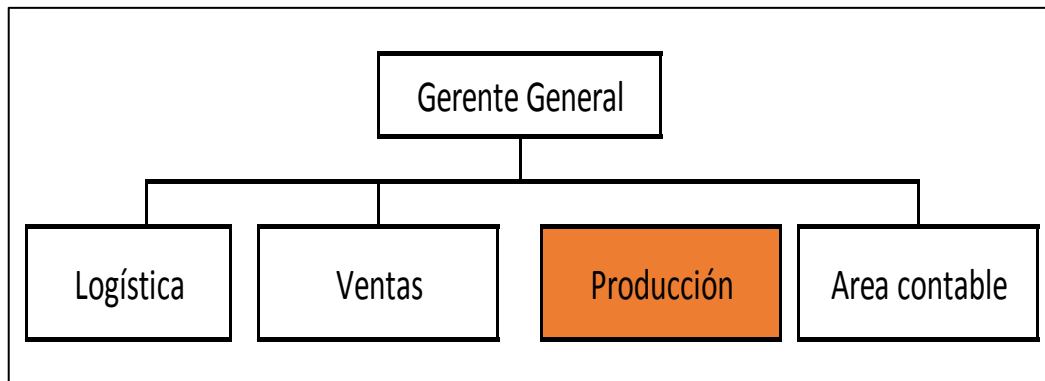 Gerente General
Logística
Ventas
Producción
Area contable